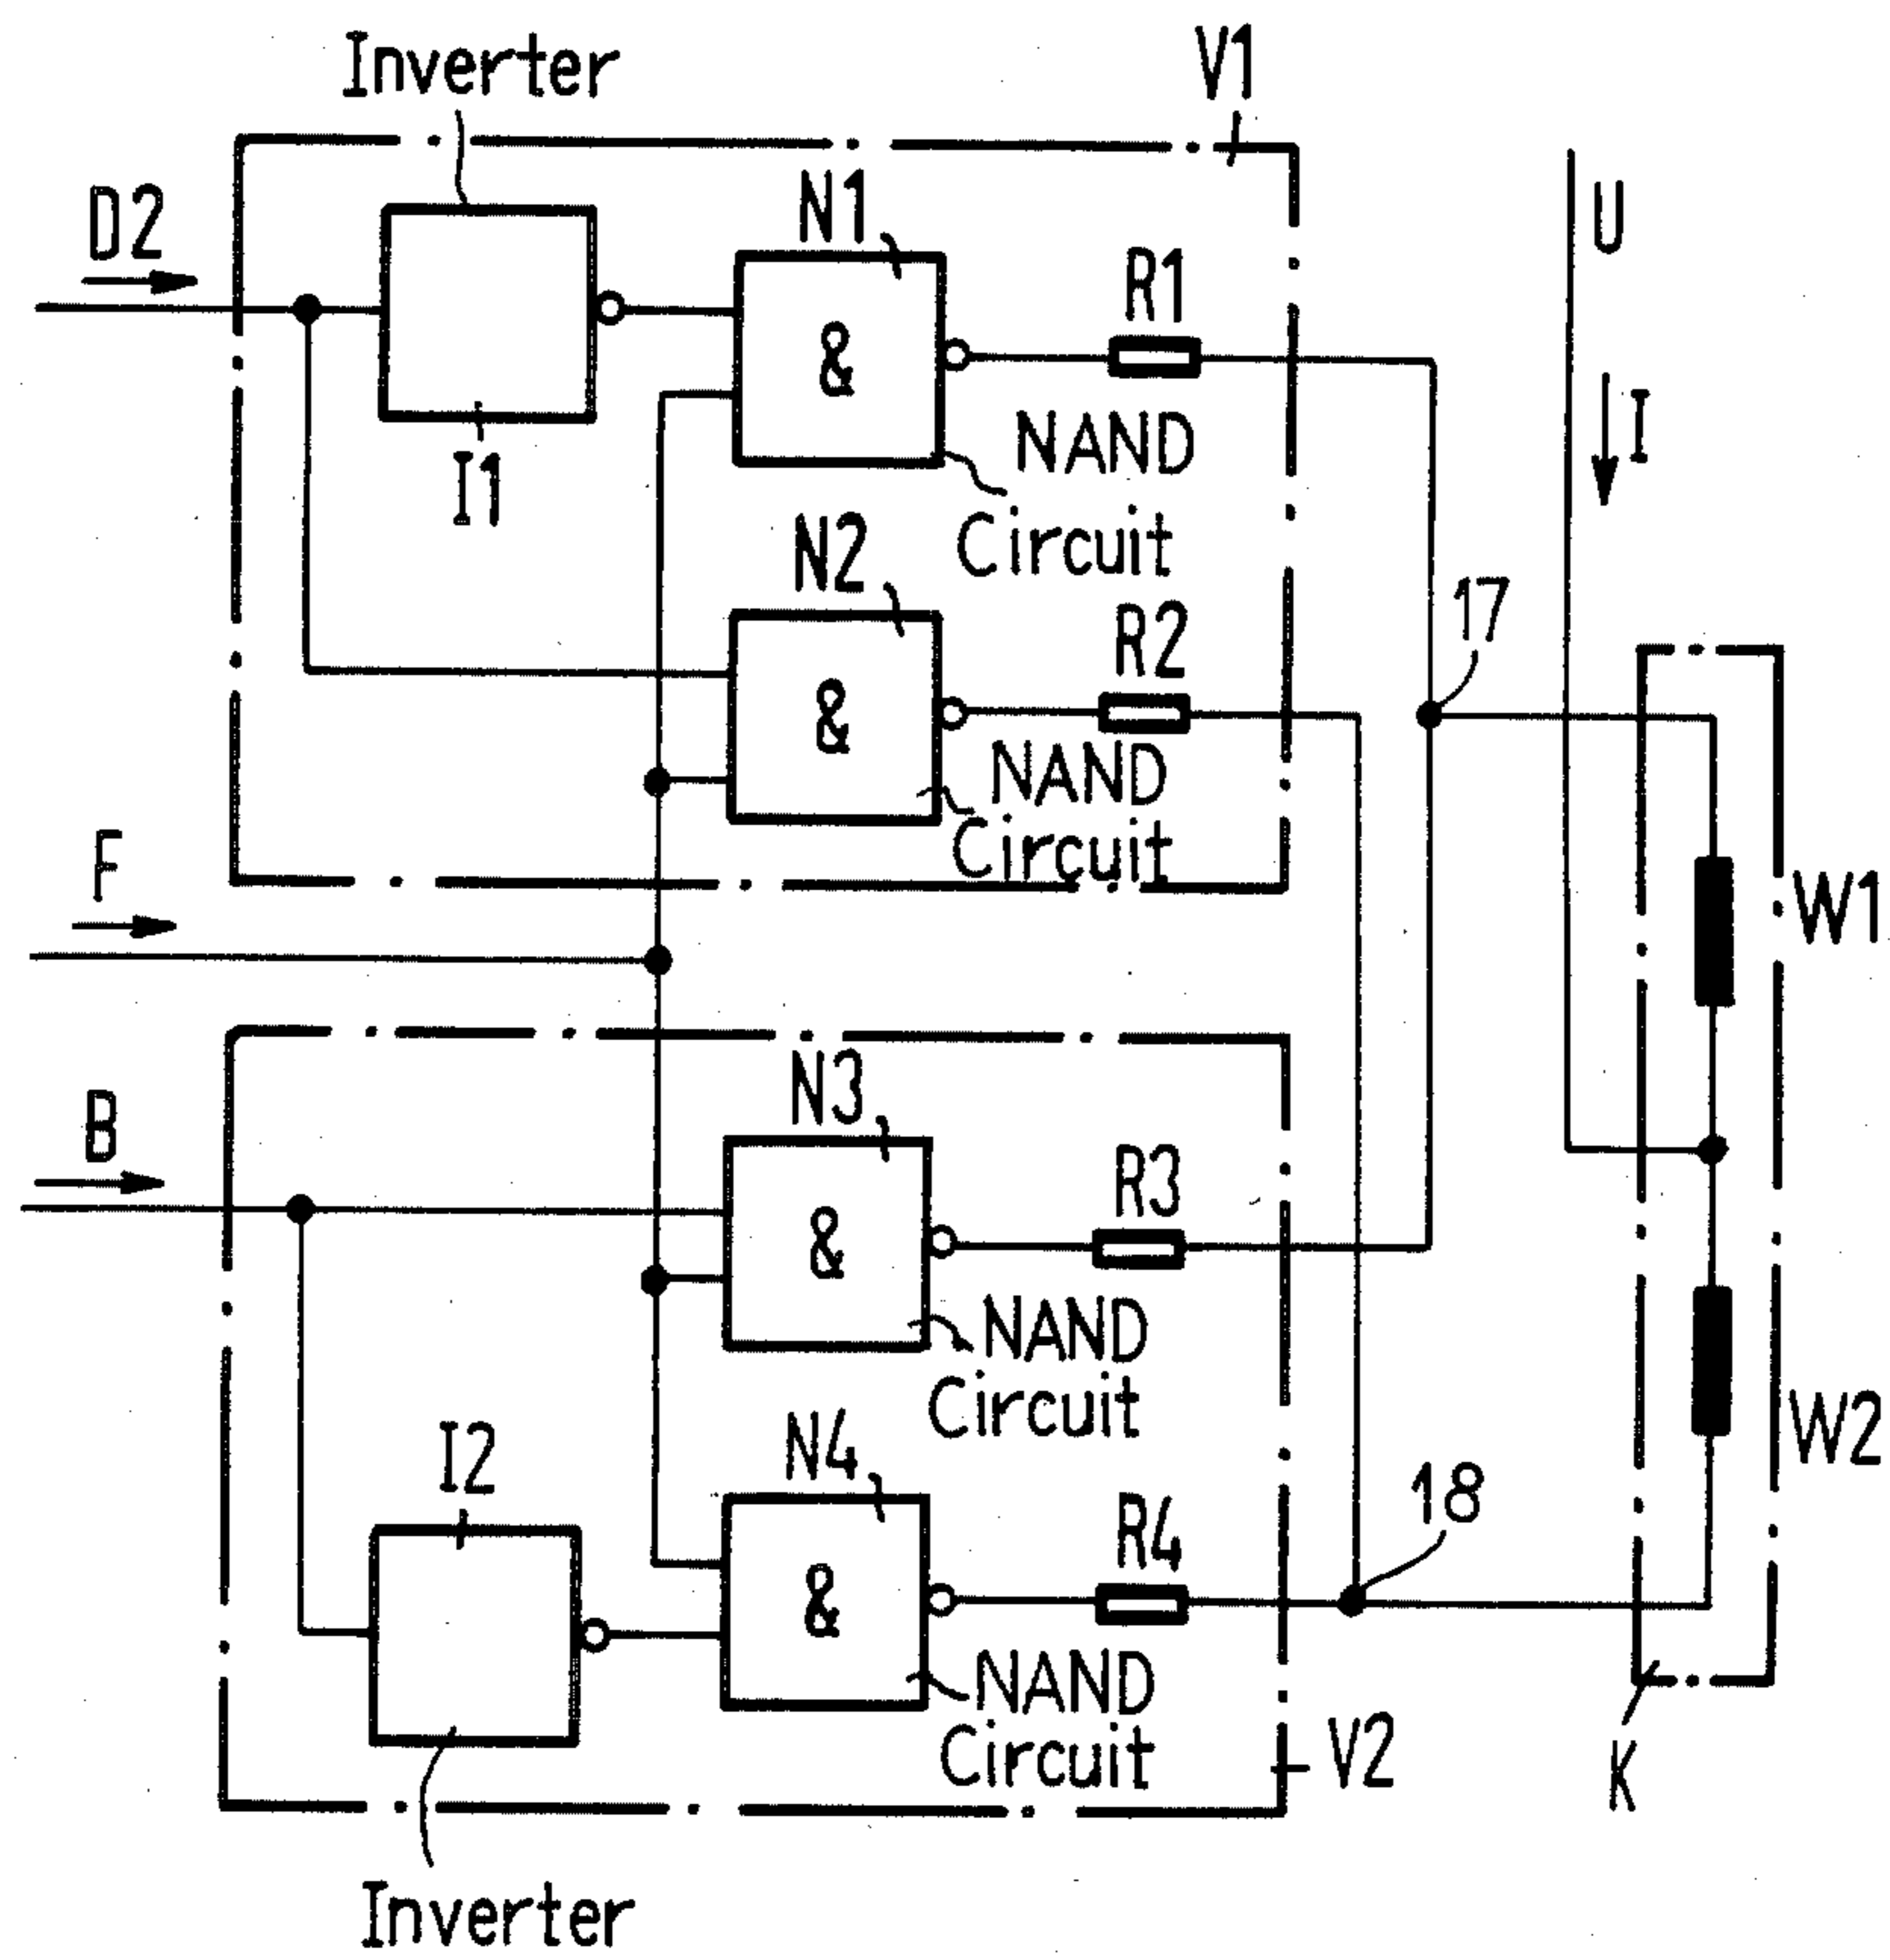 Inverter
V1
D2
N1
R1
U
&
I
NAND
Circuit
I1
N2
R2
17
&
NAND
Circuit
F
W1
B
N3
R3
&
NAND
Circuit
W2
I2
N4
R4
18
&
NAND
Circuit
V2
K
Inverter